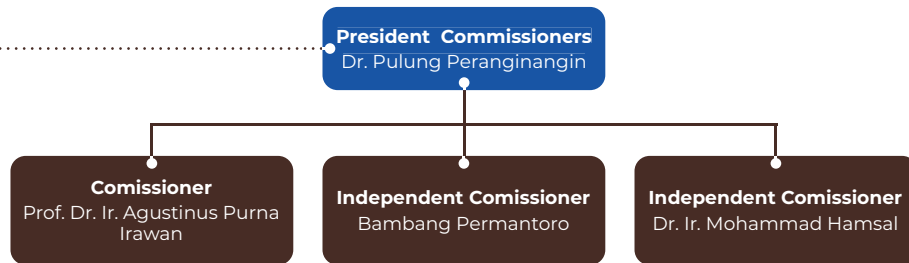 President Commissioners
Dr. Pulung Peranginangin
Comissioner
Prof. Dr. Ir. Agustinus Purna
Irawan
Independent Comissioner
Bambang Permantoro
Independent Comissioner
Dr. Ir. Mohammad Hamsal